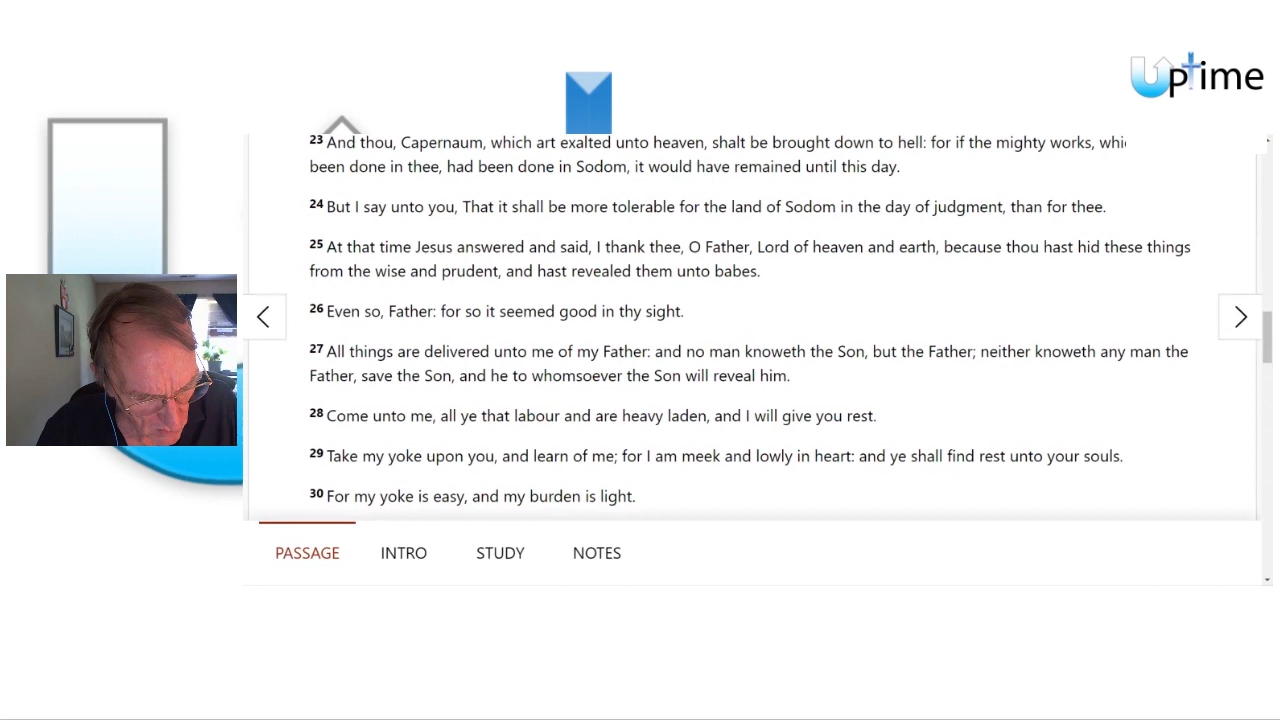 Uptime
23 And thou, Capernaum, which art exalted unto heaven, shalt be brought down to hell: for if the mighty works,
been done in thee, had been done in Sodom, it would have remained until this day.
24 But I say unto you, That it shall be more tolerable for the land of Sodom in the day of judgment, than for thee.
25 At that time Jesus answered and said, I thank thee, O Father, Lord of heaven and earth, because thou hast hid these things
from the wise and prudent, and hast revealed them unto babes.
26 Even so, Father: for so it seemed good in thy sight.
27 All things are delivered unto me of my Father: and no man knoweth the Son, but the Father; neither knoweth any man the
Father, save the Son, and he to whomsoever the Son will reveal him.
28 Come unto me, all ye that labour and are heavy laden, and I will give you rest.
29 Take my yoke upon you, and learn of me; for I am meek and lowly in heart: and ye shall find rest unto your souls.
30 For my yoke is easy, and my burden is light.
PASSAGE INTRO STUDY NOTES